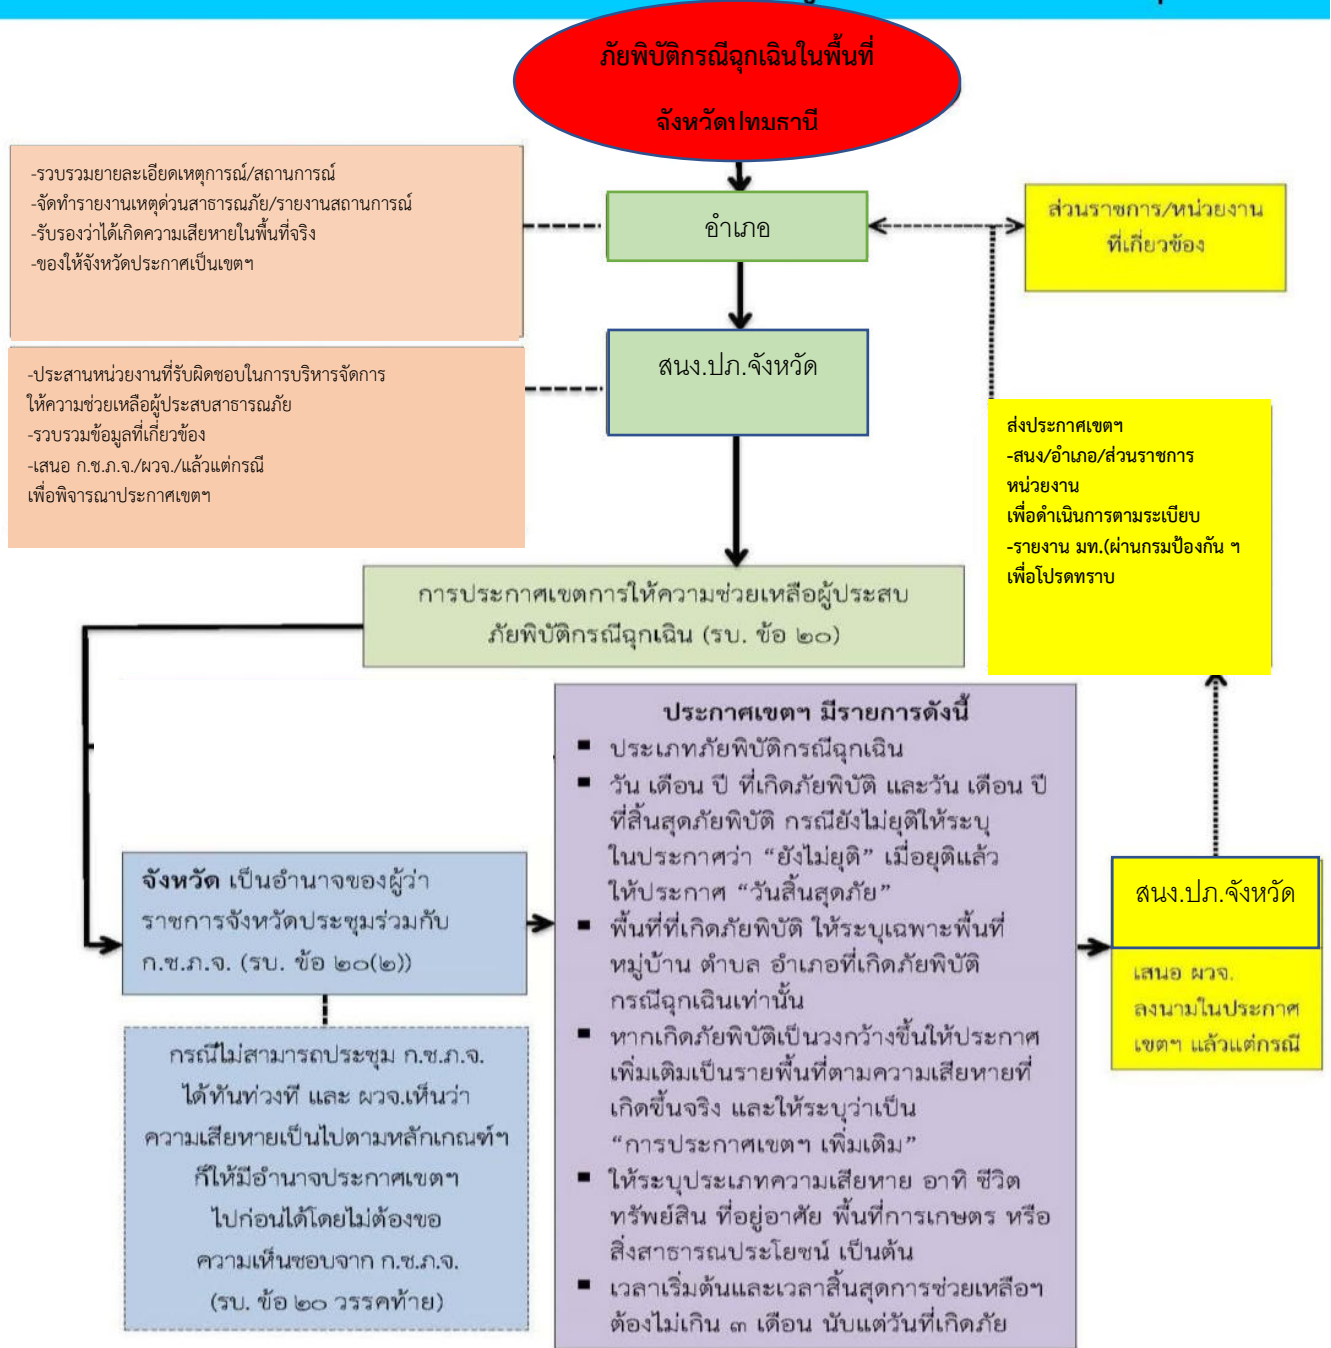 ภัยพิบัติกรณีฉุกเฉินในพื้นที่
จังหวัดปทุมธานี
-รวบรวมยายละเอียดเหตุการณ์/สถานการณ์
-จัดทำรายงานเหตุด่วนสาธารณภัย/รายงานสถานการณ์
-รับรองว่าได้เกิดความเสียหายในพื้นที่จริง
-ของให้จังหวัดประกาศเป็นเขตฯ
อำเภอ
ส่วนราชการ/หน่วยงาน
ที่เกี่ยวข้อง
-ประสานหน่วยงานที่รับผิดชอบในการบริหารจัดการ
ให้ความช่วยเหลือผู้ประสบสาธารณภัย
-รวบรวมข้อมูลที่เกี่ยวข้อง
-เสนอ ก.ช.ภ.จ./ผวจ./แล้วแต่กรณี
เพื่อพิจารณาประกาศเขตฯ
สนง.ปภ.จังหวัด
ส่งประกาศเขตฯ
-สนง/อำเภอ/ส่วนราชการ
หน่วยงาน
เพื่อดำเนินการตามระเบียบ
-รายงาน มท.(ผ่านกรมป้องกัน ฯ
เพื่อโปรดทราบ
การประกาศเขตการให้ความช่วยเหลือผู้ประสบ
ภัยพิบัติกรณีฉุกเฉิน (รบ. ข้อ ๒๐)
จังหวัด เป็นอำนาจของผู้ว่า
ราชการจังหวัดประชุมร่วมกับ
ก.ช.ภ.จ. (รบ. ข้อ ๒๐(๒))
กรณีไม่สามารถประชุม ก.ช.ภ.จ.
ได้ทันท่วงที และ ผวจ.เห็นว่า
ความเสียหายเป็นไปตามหลักเกณฑ์ฯ
ก็ให้มีอำนาจประกาศเขตฯ
ไปก่อนได้โดยไม่ต้องขอ
ความเห็นชอบจาก ก.ช.ภ.จ.
(รบ. ข้อ ๒๐ วรรคท้าย)
ประกาศเขตฯ มีรายการดังนี้
▪ ประเภทภัยพิบัติกรณีฉุกเฉิน
▪ วัน เดือน ปี ที่เกิดภัยพิบัติ และวัน เดือน ปี
ที่สิ้นสุดภัยพิบัติ กรณียังไม่ยุติให้ระบุ
ในประกาศว่า “ยังไม่ยุติ” เมื่อยุติแล้ว
ให้ประกาศ “วันสิ้นสุดภัย”
▪ พื้นที่ที่เกิดภัยพิบัติ ให้ระบุเฉพาะพื้นที่
หมู่บ้าน ตำบล อำเภอที่เกิดภัยพิบัติ
กรณีฉุกเฉินเท่านั้น
▪ หากเกิดภัยพิบัติเป็นวงกว้างขึ้นให้ประกาศ
เพิ่มเติมเป็นรายพื้นที่ตามความเสียหายที่
เกิดขึ้นจริง และให้ระบุว่าเป็น
“การประกาศเขตฯ เพิ่มเติม”
▪ ให้ระบุประเภทความเสียหาย อาทิ ชีวิต
ทรัพย์สิน ที่อยู่อาศัย พื้นที่การเกษตร หรือ
สิ่งสาธารณประโยชน์ เป็นต้น
▪ เวลาเริ่มต้นและเวลาสิ้นสุดการช่วยเหลือฯ
ต้องไม่เกิน ๓ เดือน นับแต่วันที่เกิดภัย
สนง.ปภ.จังหวัด
เสนอ ผวจ.
ลงนามในประกาศ
เขตฯ แล้วแต่กรณี